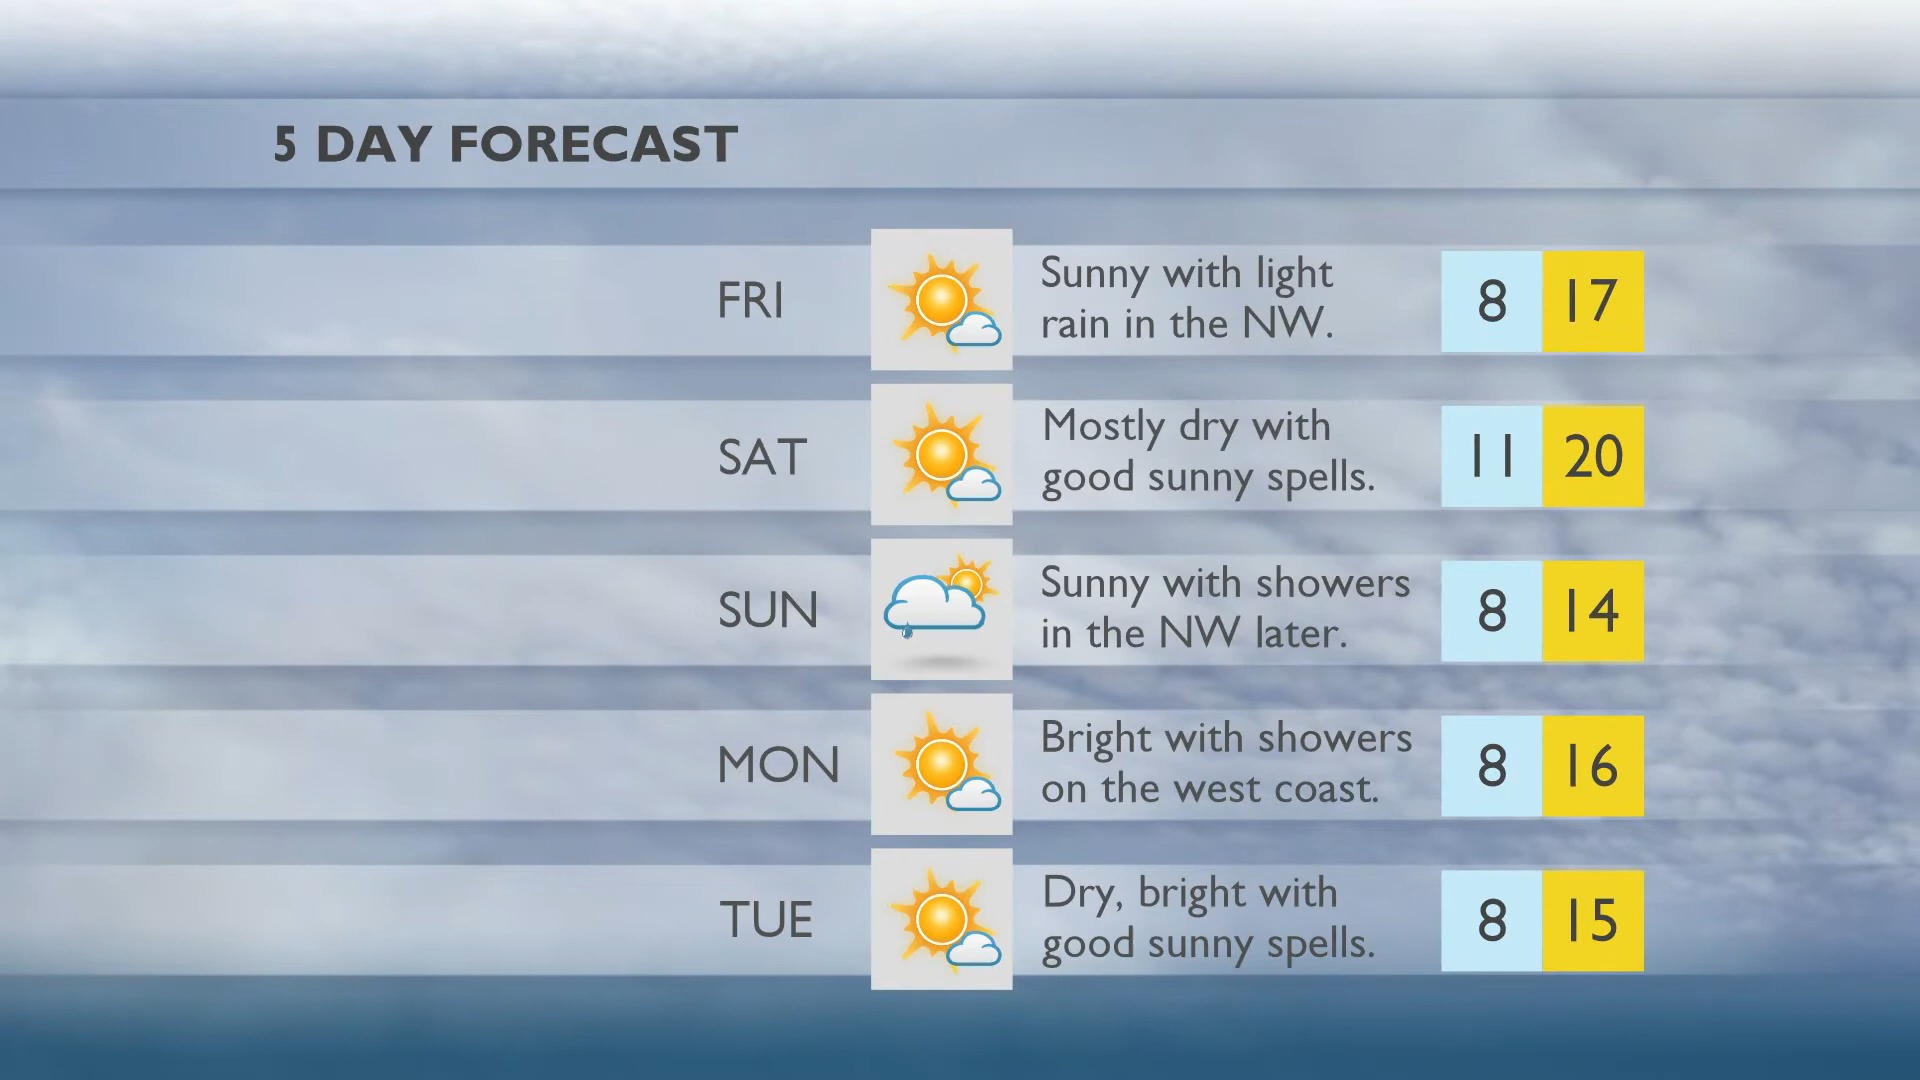 5 DAY FORECAST
FRI
Sunny with light
rain in the NW.
8 17
SAT
Mostly dry with
good sunny spells.
11 20
SUN
Sunny with showers
in the NW later.
8 14
MON
Bright with showers
on the west coast.
8 16
TUE
Dry, bright with
good sunny spells.
8 15